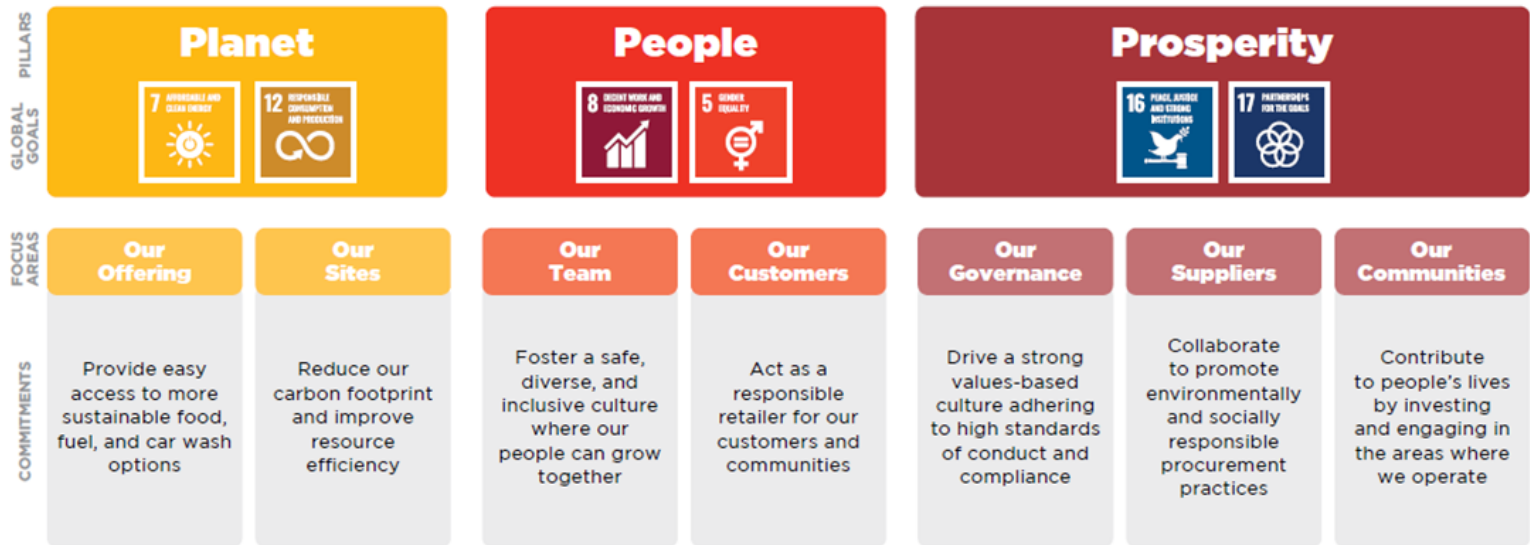 PILLARS
Planet
People
Prosperity
GLOBAL
GOALS
7 AFFORDABLE AND
CLEAN ENERGY
12 RESPONSIBLE
CONSUMPTION
AND PRODUCTION
8 DECENT WORK AND
ECONOMIC GROWTH
5 GENDER
EQUALITY
16 PEACE, JUSTICE
AND STRONG
INSTITUTIONS
17 PARTNERSHIPS
FOR THE GOALS
FOCUS
AREAS
Our
Offering
Our
Sites
Our
Team
Our
Customers
Our
Governance
Our
Suppliers
Our
Communities
COMMITMENTS
Provide easy
access to more
sustainable food,
fuel, and car wash
options
Reduce our
carbon footprint
and improve
resource
efficiency
Foster a safe,
diverse, and
inclusive culture
where our
people can grow
together
Act as a
responsible
retailer for our
customers and
communities
Drive a strong
values-based
culture adhering
to high standards
of conduct and
compliance
Collaborate
to promote
environmentally
and socially
responsible
procurement
practices
Contribute
to people's lives
by investing
and engaging in
the areas where
we operate